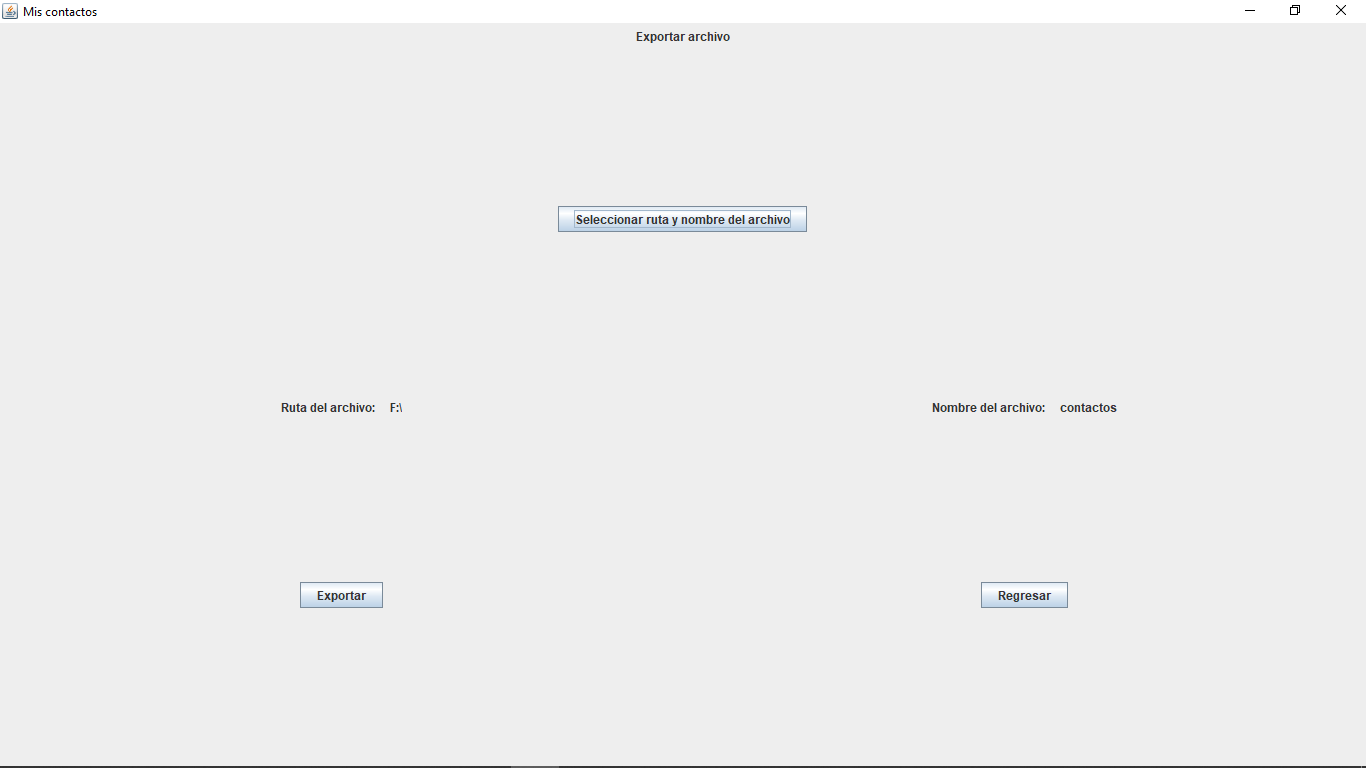 Mis contactos
Exportar archivo
Seleccionar ruta y nombre del archivo
Ruta del archivo: F:\ Nombre del archivo: contactos
Exportar Regresar